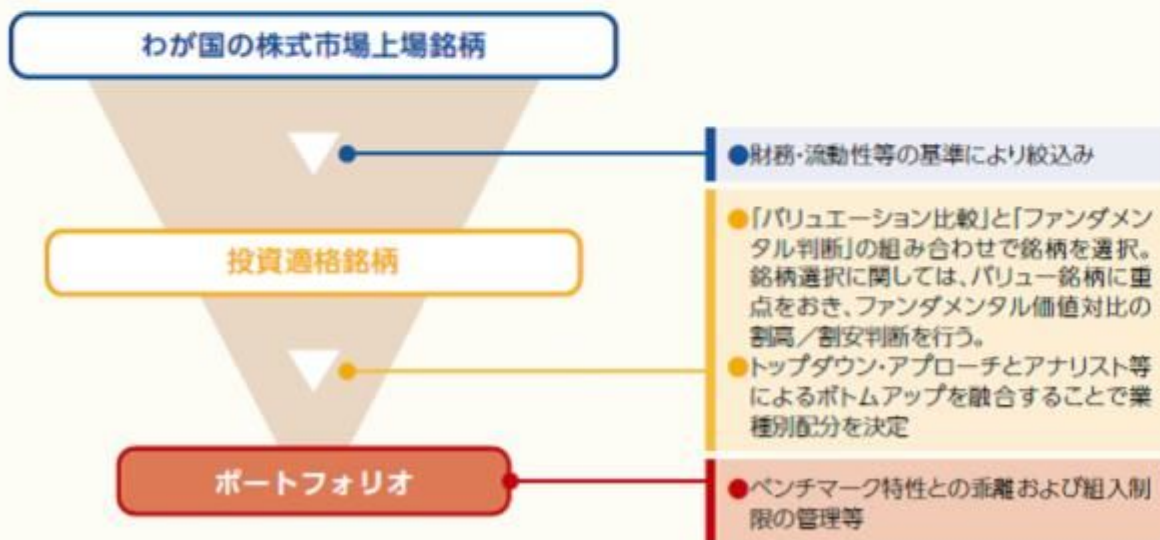 わが国の株式市場上場銘柄
●財務・流動性等の基準により絞込み
投資適格銘柄
●「バリュエーション比較」と「ファンダメン
タル判断」の組み合わせで銘柄を選択。
銘柄選択に関しては、バリュー銘柄に重
点をおき、ファンダメンタル価値対比の
割高／割安判断を行う。
●トップダウン・アプローチとアナリスト等
によるボトムアップを融合することで業
種別配分を決定
ポートフォリオ
●ベンチマーク特性との乖離および組入制
限の管理等